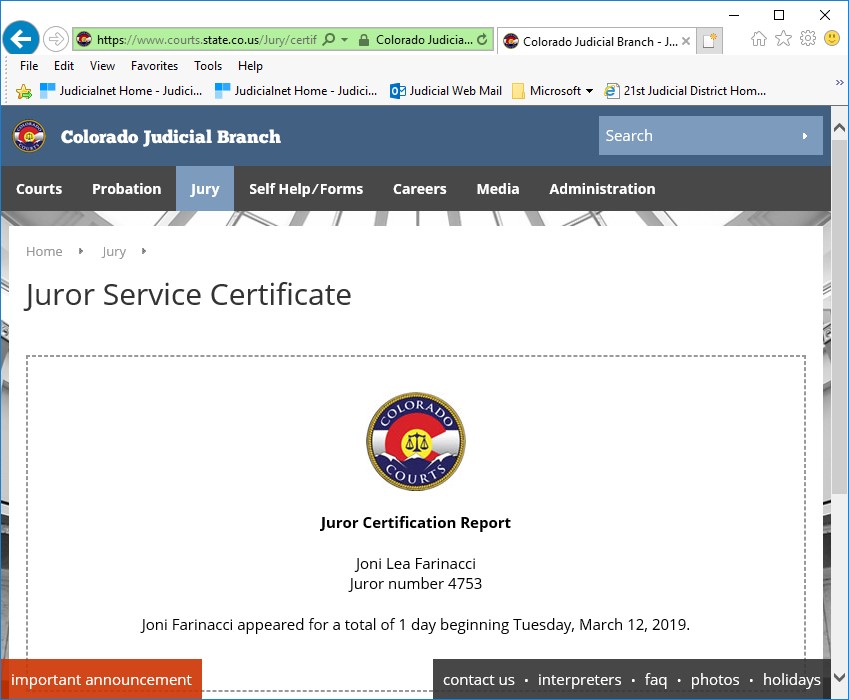 https://www.courts.state.co.us/Jury/certif
Colorado Judicia...
Colorado Judicial Branch - J...
File Edit View Favorites Tools Help
Judicialnet Home - Judici... Judicialnet Home - Judici... Judicial Web Mail Microsoft 21st Judicial District Hom...
Colorado Judicial Branch
Search
Courts Probation Jury Self Help/Forms Careers Media Administration
Home Jury
Juror Service Certificate
COLORADO
COURTS
Juror Certification Report
Joni Lea Farinacci
Juror number 4753
Joni Farinacci appeared for a total of 1 day beginning Tuesday, March 12, 2019.
important announcement
contact us • interpreters • faq • photos • holidays